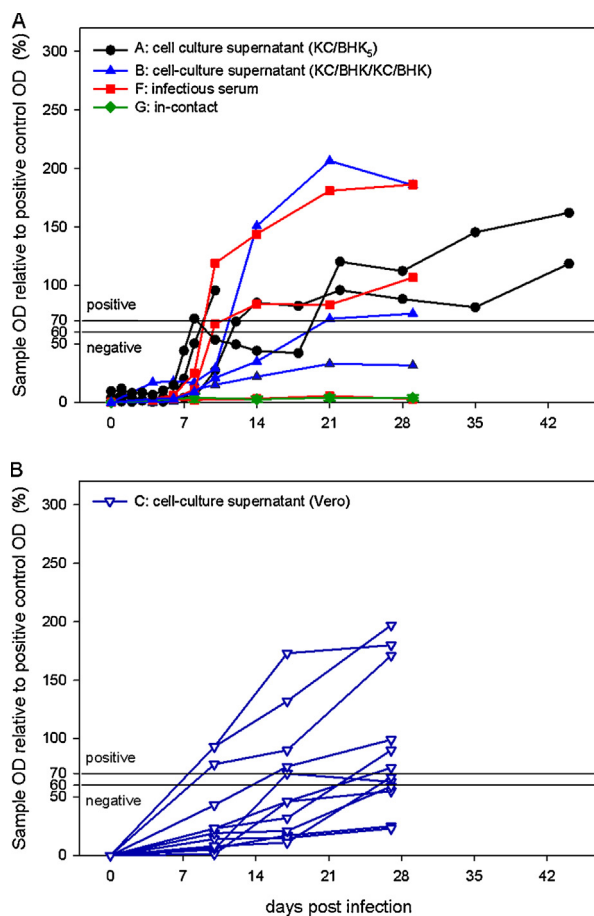 A
Sample OD relative to positive control OD (%)
300
250
200
150
100
70
60
50
0
positive
negative
A: cell culture supernatant (KC/BHK5)
B: cell-culture supernatant (KC/BHK/KC/BHK)
F: infectious serum
G: in-contact
0 7 14 21 28 35 42
B
Sample OD relative to positive control OD (%)
300
250
200
150
100
70
60
50
0
positive
negative
C: cell-culture supernatant (Vero)
0 7 14 21 28 35 42
days post infection